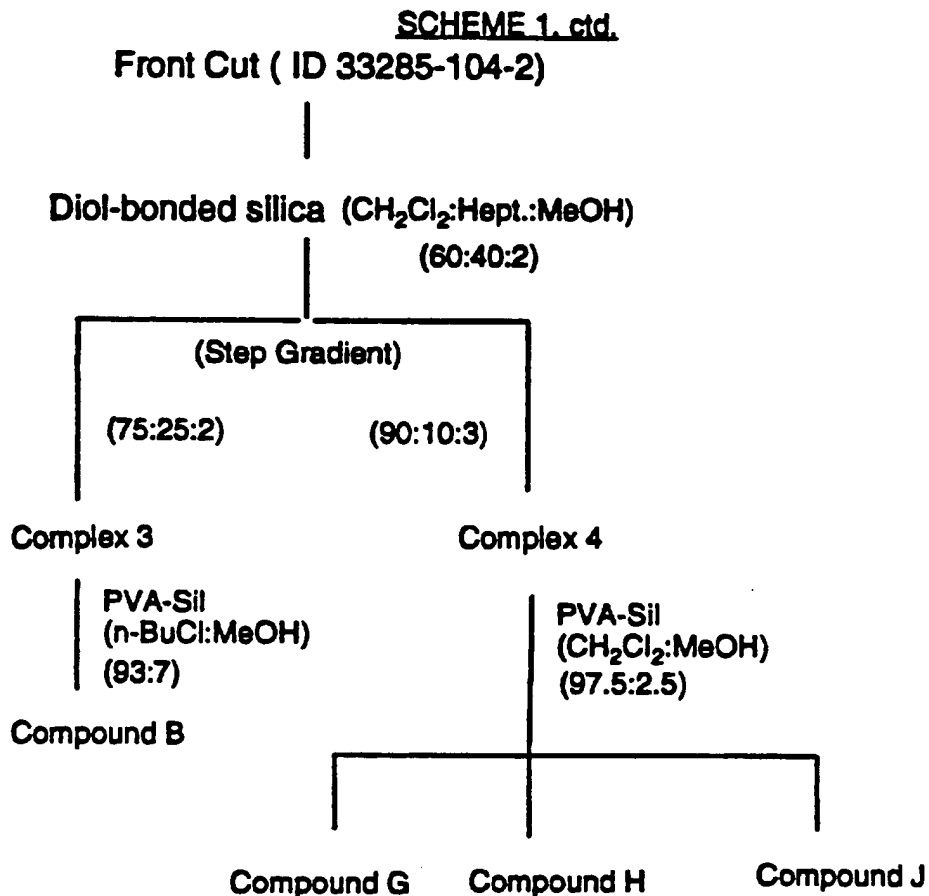 SCHEME 1. ctd.
Front Cut ( ID 33285-104-2)
Diol-bonded silica (CH₂Cl₂:Hept.:MeOH)
(60:40:2)
(Step Gradient)
(75:25:2) (90:10:3)
Complex 3 Complex 4
PVA-Sil
(n-BuCl:MeOH)
(93:7)
PVA-Sil
(CH₂Cl₂:MeOH)
(97.5:2.5)
Compound B
Compound G Compound H Compound J